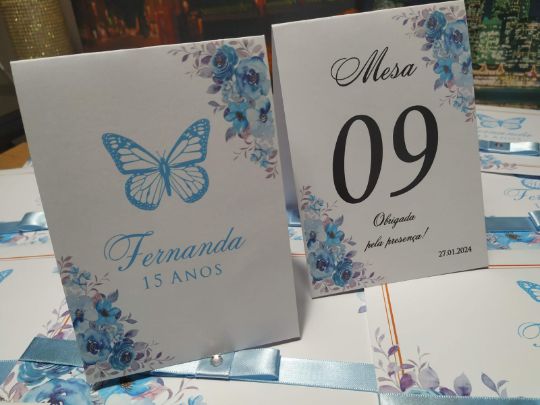 Fernanda
15 ANOS
Mesa
09
Obrigada
pela presença!
27.01.2024